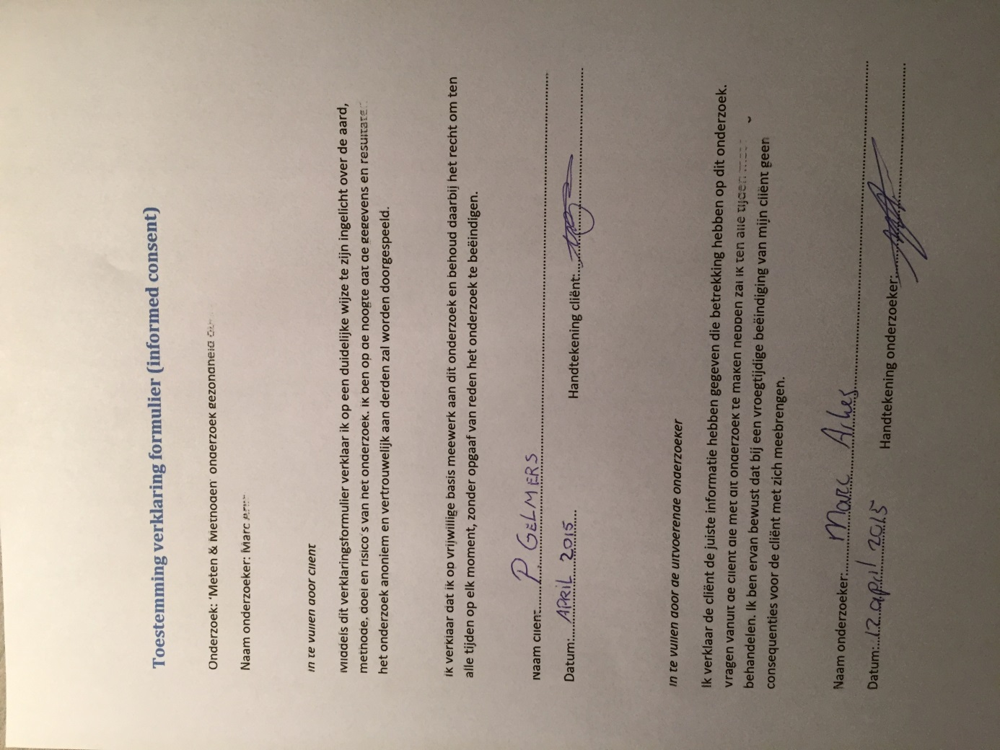 Toestemming verklaring formulier (informed consent)
Onderzoek: 'Meten & Methoden' onderzoek gezondheid
Naam onderzoeker: Marc
In te vullen door cliënt
Middels dit verklaringsformulier verklaar ik op een duidelijke wijze te zijn ingelicht over de aard,
methode, doel en risico's van het onderzoek. Ik ben op de hoogte dat de gegevens en resultaten
het onderzoek anoniem en vertrouwelijk aan derden zal worden doorgespeeld.
Ik verklaar dat ik op vrijwillige basis meewerk aan dit onderzoek en behoud daarbij het recht om ten
alle tijden op elk moment, zonder opgaaf van reden het onderzoek te beëindigen.
Naam cliënt: P GELMERS
Datum: APRIL 2015 Handtekening cliënt:
In te vullen door de uitvoerende onderzoeker
Ik verklaar de cliënt de juiste informatie hebben gegeven die betrekking hebben op dit onderzoek.
vragen vanuit de cliënt die met dit onderzoek te maken hebben zal ik ten alle tijden
behandelen. Ik ben ervan bewust dat bij een vroegtijdige beëindiging van mijn cliënt geen
consequenties voor de cliënt met zich meebrengen.
Naam onderzoeker: Marc
Datum: 12 april 2015 Handtekening onderzoeker: